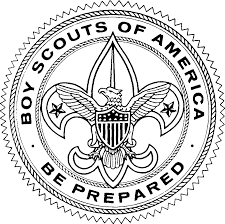 BOY SCOUTS OF AMERICA
· BE PREPARED ·